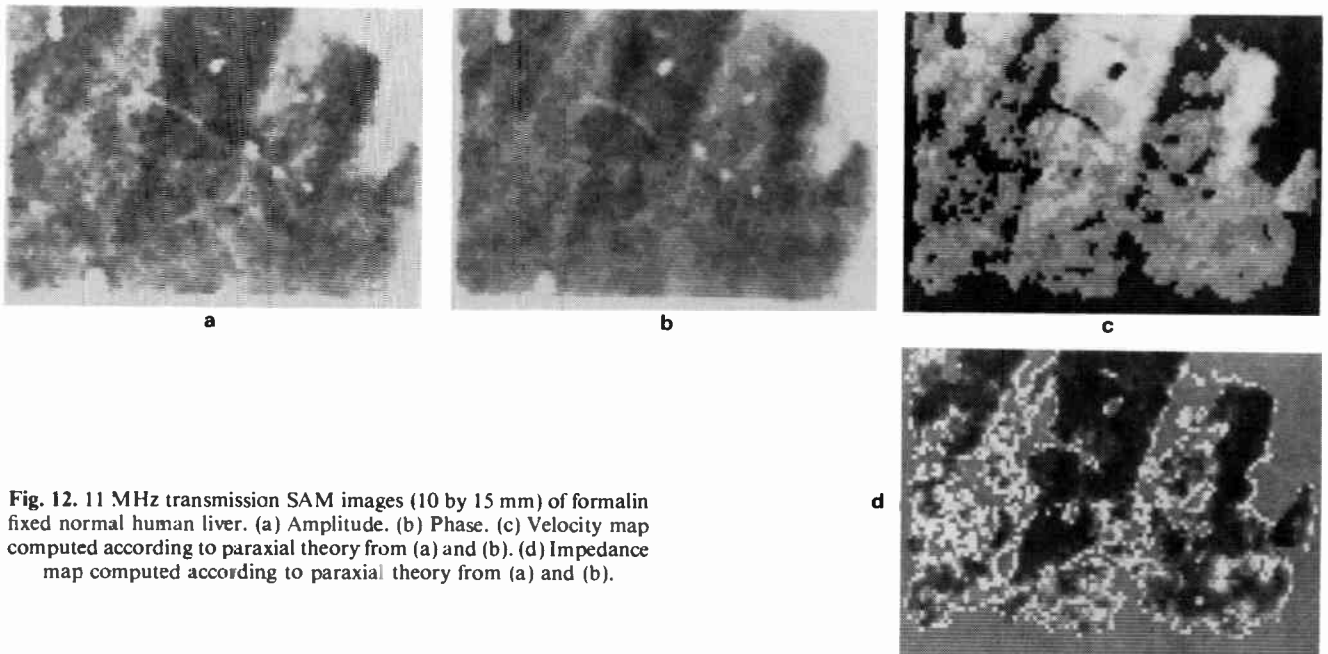 a
b
c
d
Fig. 12. 11 MHz transmission SAM images (10 by 15 mm) of formalin
fixed normal human liver. (a) Amplitude. (b) Phase. (c) Velocity map
computed according to paraxial theory from (a) and (b). (d) Impedance
map computed according to paraxial theory from (a) and (b).